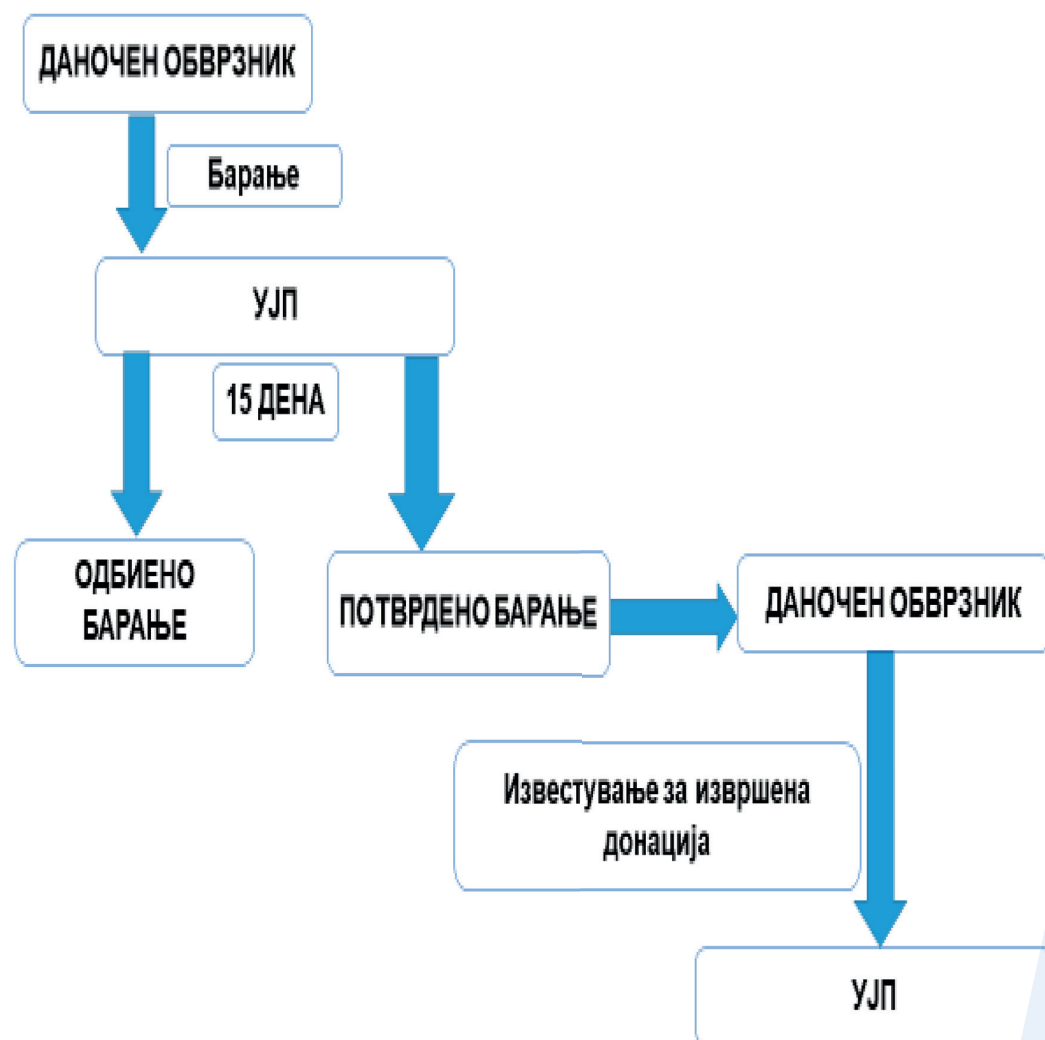 ДАНОЧЕН ОБВРЗНИК
Барање
УЈП
15 ДЕНА
ОДБИЕНО
БАРАЊЕ
ПОТВРДЕНО БАРАЊЕ
ДАНОЧЕН ОБВРЗНИК
Известување за извршена
донација
УЈП